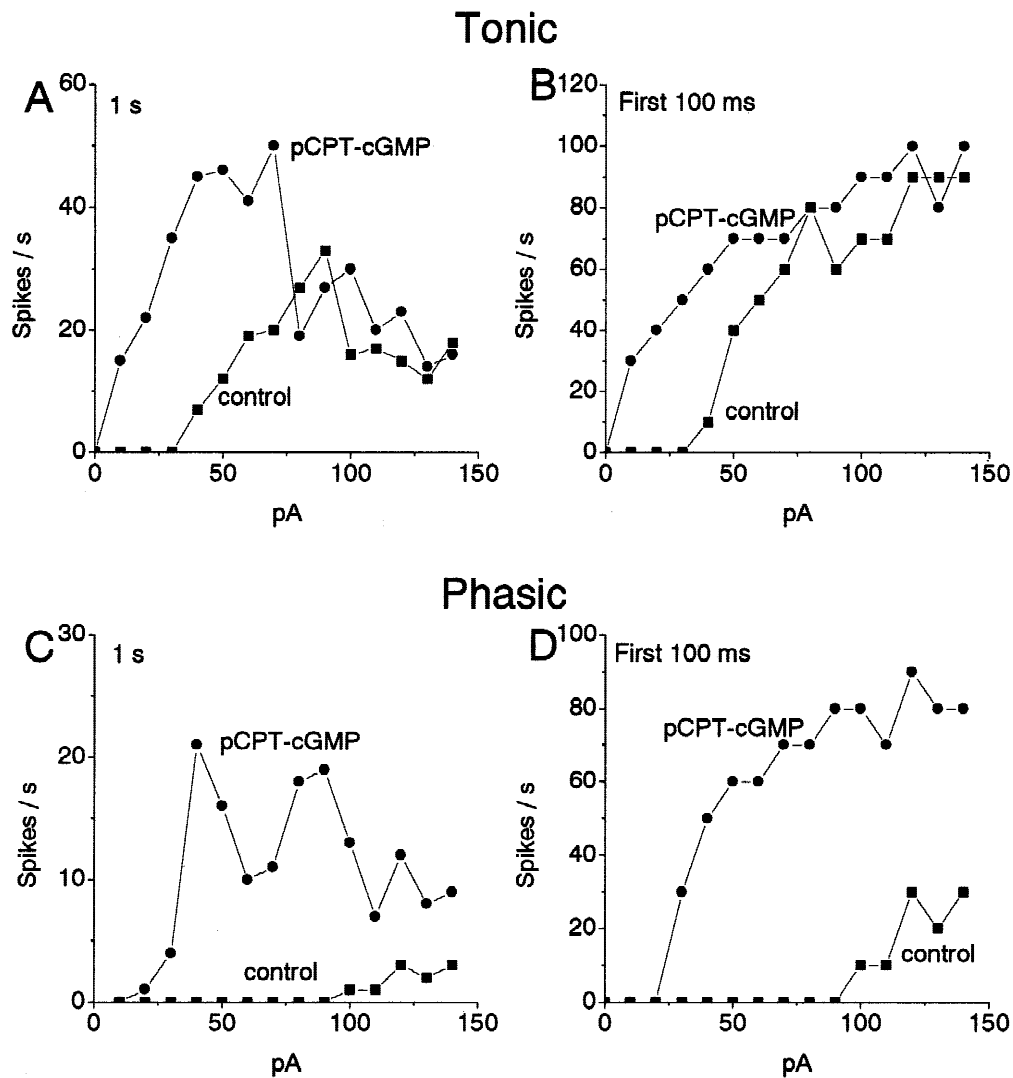 Tonic
A
1 s
60
40
20
0
Spikes / s
pCPT-cGMP
control
0
50
100
150
pA
B
First 100 ms
120
100
80
60
40
20
0
Spikes / s
pCPT-cGMP
control
0
50
100
150
pA
Phasic
C
1 s
30
20
10
0
Spikes / s
pCPT-cGMP
control
0
50
100
150
pA
D
First 100 ms
100
80
60
40
20
0
Spikes / s
pCPT-cGMP
control
0
50
100
150
pA